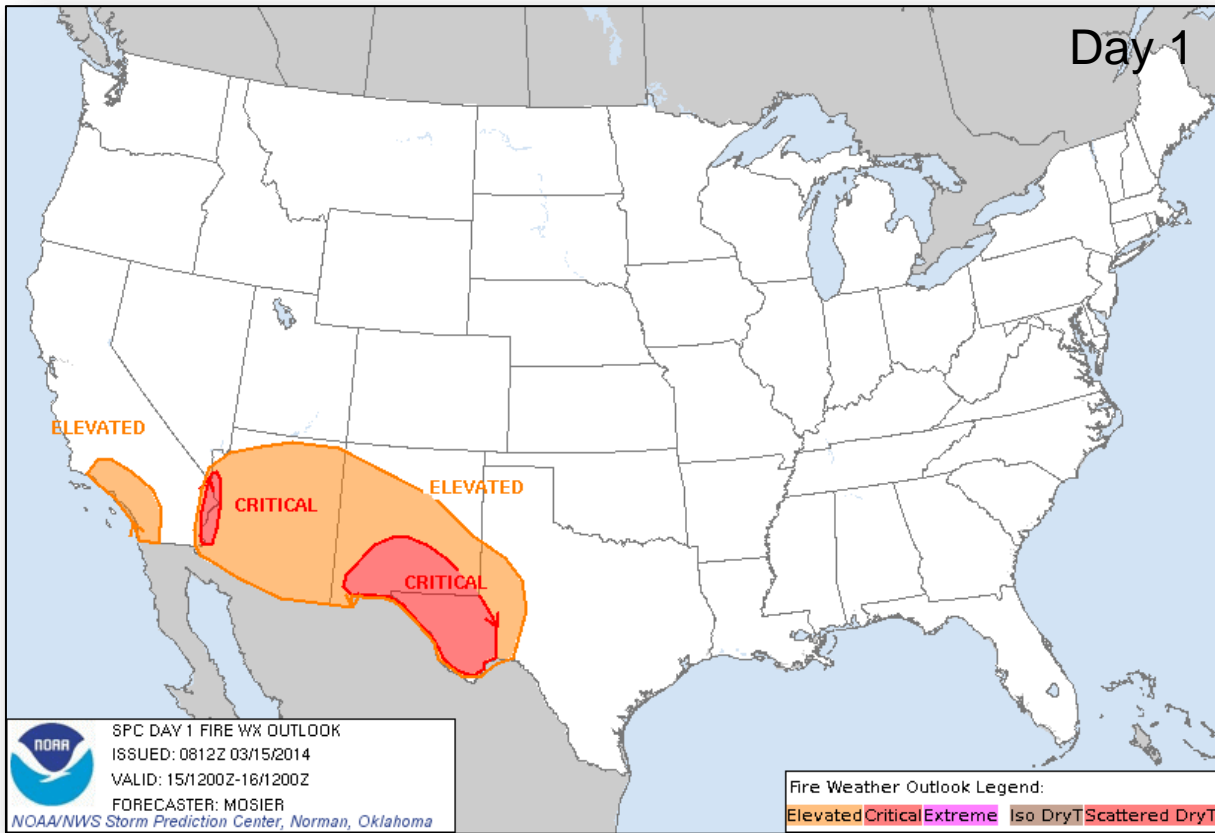 Day 1
ELEVATED
ELEVATED
CRITICAL
CRITICAL
NOAA
SPC DAY 1 FIRE WX OUTLOOK
ISSUED: 0812Z 03/15/2014
VALID: 15/1200Z-16/1200Z
FORECASTER: MOSIER
NOAA/NWS Storm Prediction Center, Norman, Oklahoma
Fire Weather Outlook Legend:
Elevated Critical Extreme Iso DryT Scattered DryT